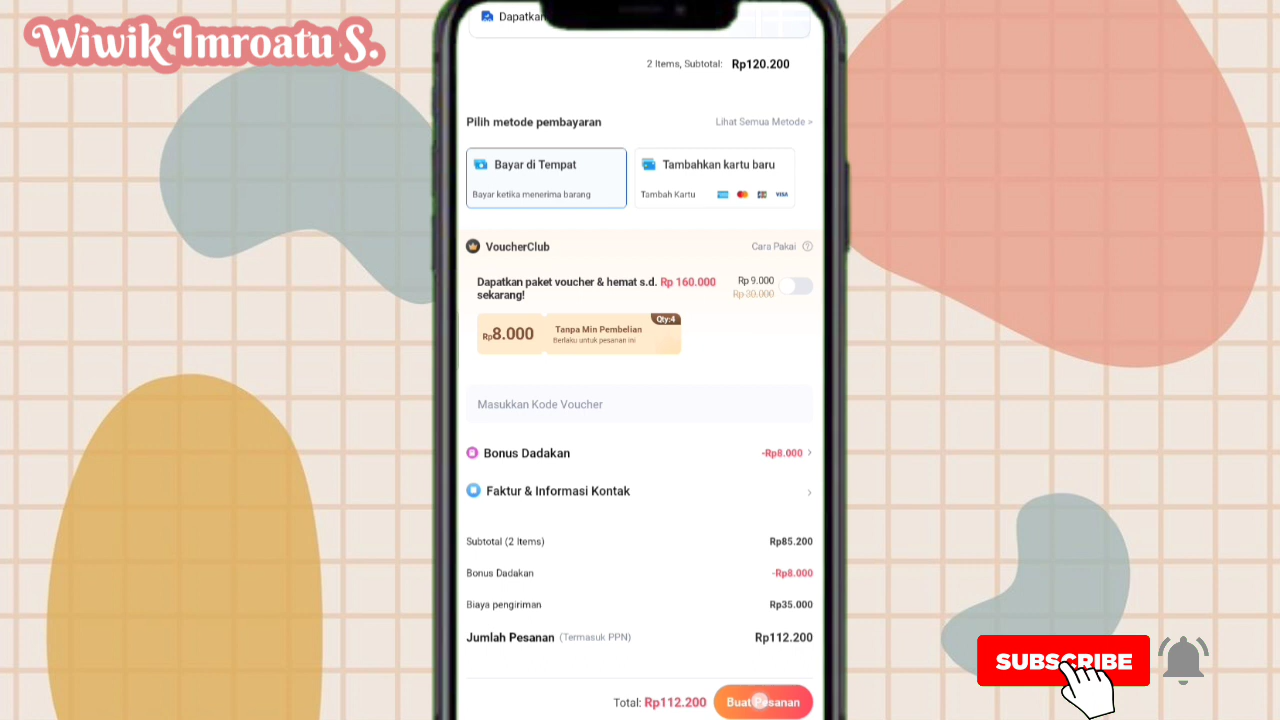 Wiwik Imroatu S.
Dapatkan
2 Items, Subtotal: Rp120.200
Pilih metode pembayaran
Lihat Semua Metode >
Bayar di Tempat
Bayar ketika menerima barang
Tambahkan kartu baru
Tambah Kartu VISA
VoucherClub
Cara Pakai ?
Dapatkan paket voucher & hemat s.d. Rp 160.000
sekarang!
Rp 9.000
Rp 30.000
Rp8.000
Qty:4
Tanpa Min Pembelian
Berlaku untuk pesanan ini
Masukkan Kode Voucher
Bonus Dadakan -Rp8.000 >
Faktur & Informasi Kontak >
Subtotal (2 Items) Rp85.200
Bonus Dadakan -Rp8.000
Biaya pengiriman Rp35.000
Jumlah Pesanan (Termasuk PPN) Rp112.200
Total: Rp112.200
Buat Pesanan
SUBSCRIBE